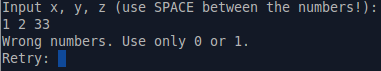 Input x, y, z (use SPACE between the numbers!):
1 2 33
Wrong numbers. Use only 0 or 1.
Retry: